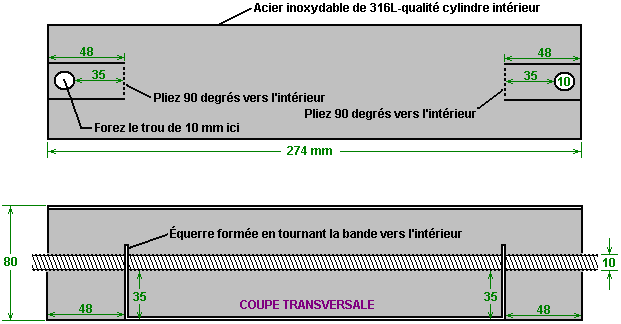 Acier inoxydable de 316L-qualité cylindre intérieur
48
48
35
35
10
Pliez 90 degrés vers l'intérieur
Pliez 90 degrés vers l'intérieur
Forez le trou de 10 mm ici
274 mm
Équerre formée en tournant la bande vers l'intérieur
80
10
35
35
COUPE TRANSVERSALE
48
48